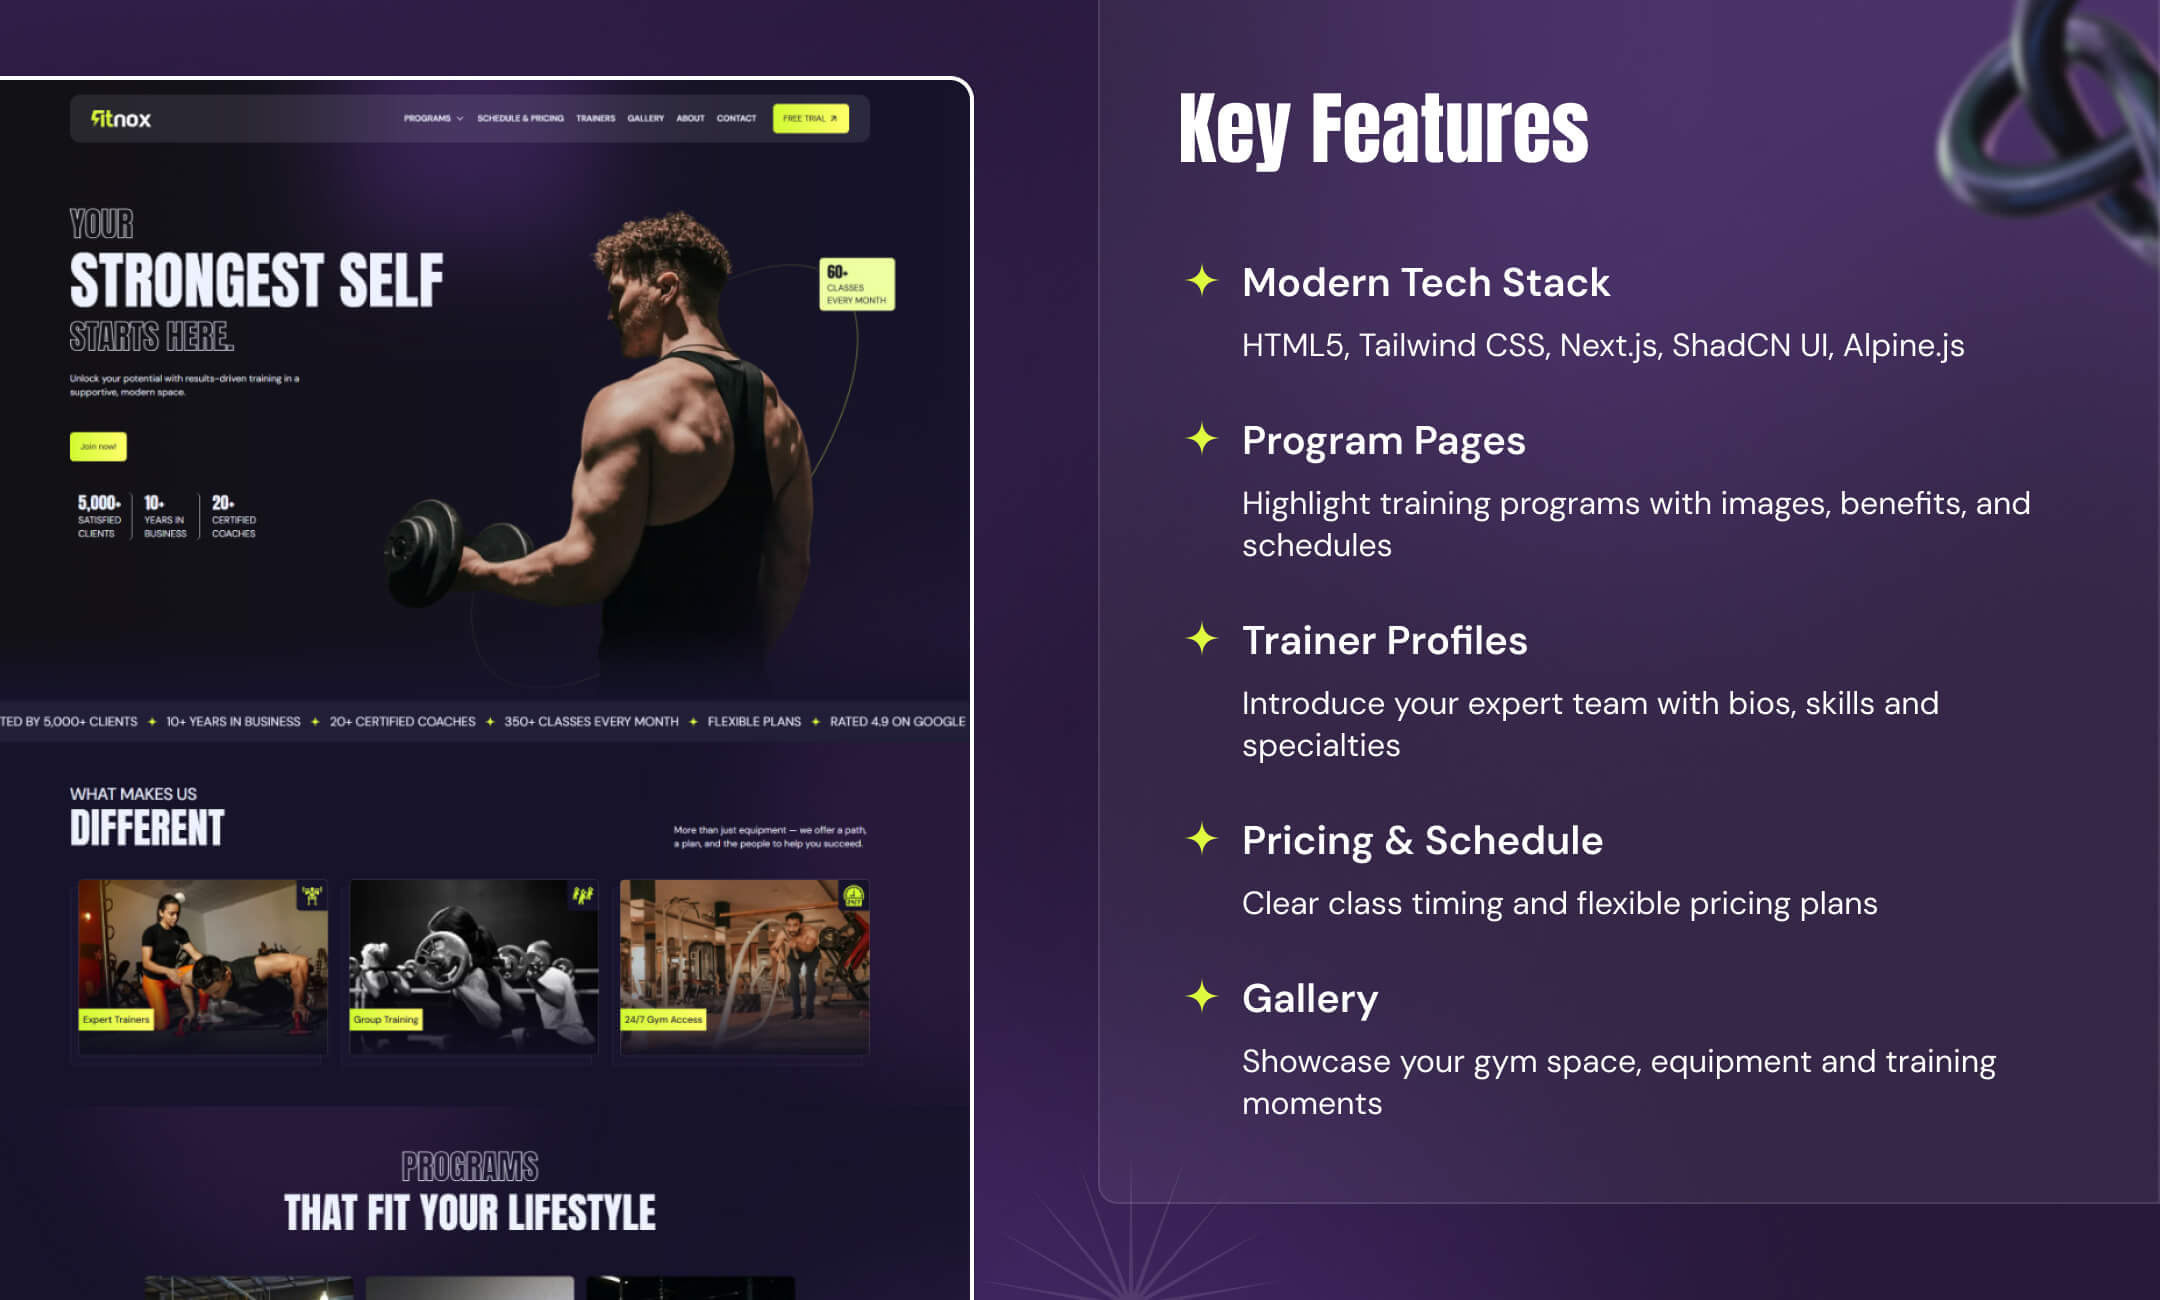 fitnox
PROGRAMS
SCHEDULE & PRICING
TRAINERS
GALLERY
ABOUT
CONTACT
FREE TRIAL
YOUR
STRONGEST SELF
STARTS HERE.
Unlock your potential with results-driven training in a
supportive, modern space.
Join now!
5,000+
SATISFIED
CLIENTS
10+
YEARS IN
BUSINESS
20+
CERTIFIED
COACHES
60+
CLASSES
EVERY MONTH
TED BY 5,000+ CLIENTS
10+ YEARS IN BUSINESS
20+ CERTIFIED COACHES
350+ CLASSES EVERY MONTH
FLEXIBLE PLANS
RATED 4.9 ON GOOGLE
WHAT MAKES US
DIFFERENT
More than just equipment — we offer a path,
a plan, and the people to help you succeed.
Expert Trainers
Group Training
24/7 Gym Access
PROGRAMS
THAT FIT YOUR LIFESTYLE
Key Features
Modern Tech Stack
HTML5, Tailwind CSS, Next.js, ShadCN UI, Alpine.js
Program Pages
Highlight training programs with images, benefits, and
schedules
Trainer Profiles
Introduce your expert team with bios, skills and
specialties
Pricing & Schedule
Clear class timing and flexible pricing plans
Gallery
Showcase your gym space, equipment and training
moments